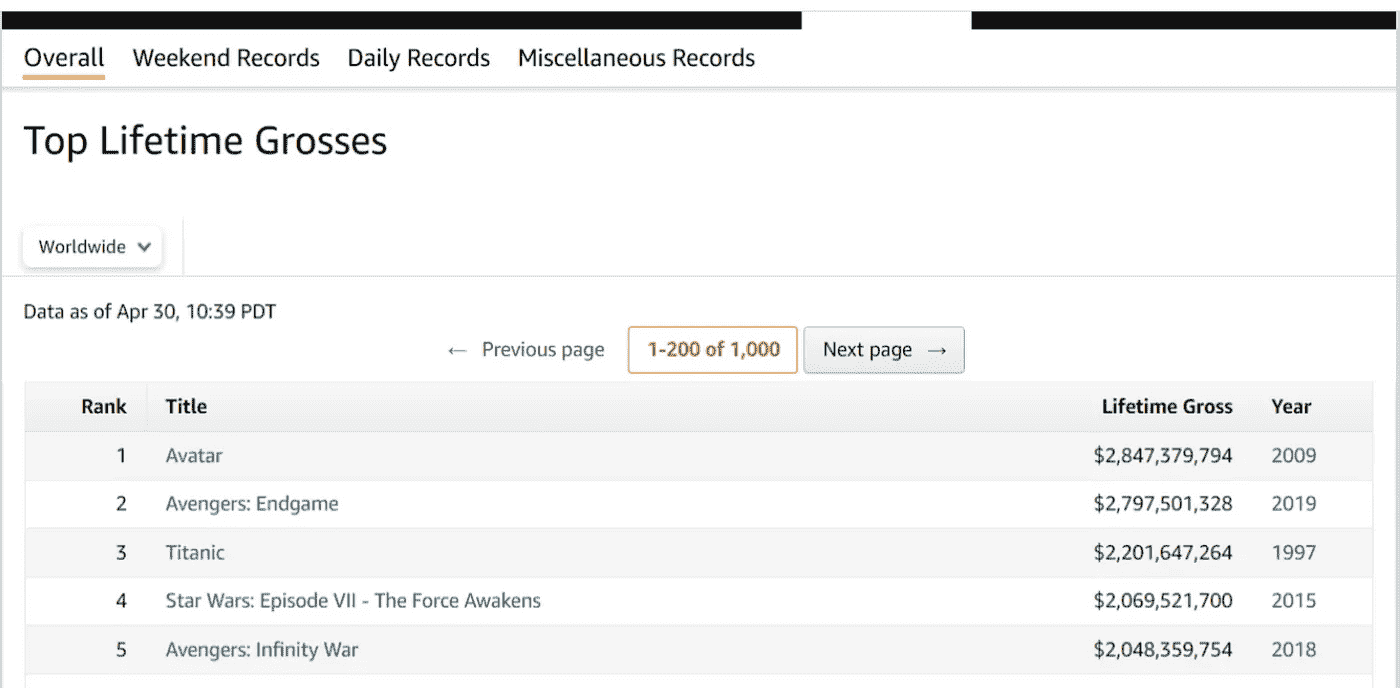 Overall Weekend Records Daily Records Miscellaneous Records
Top Lifetime Grosses
Worldwide
Data as of Apr 30, 10:39 PDT
← Previous page 1-200 of 1,000 Next page →
Rank Title Lifetime Gross Year
1 Avatar $2,847,379,794 2009
2 Avengers: Endgame $2,797,501,328 2019
3 Titanic $2,201,647,264 1997
4 Star Wars: Episode VII - The Force Awakens $2,069,521,700 2015
5 Avengers: Infinity War $2,048,359,754 2018